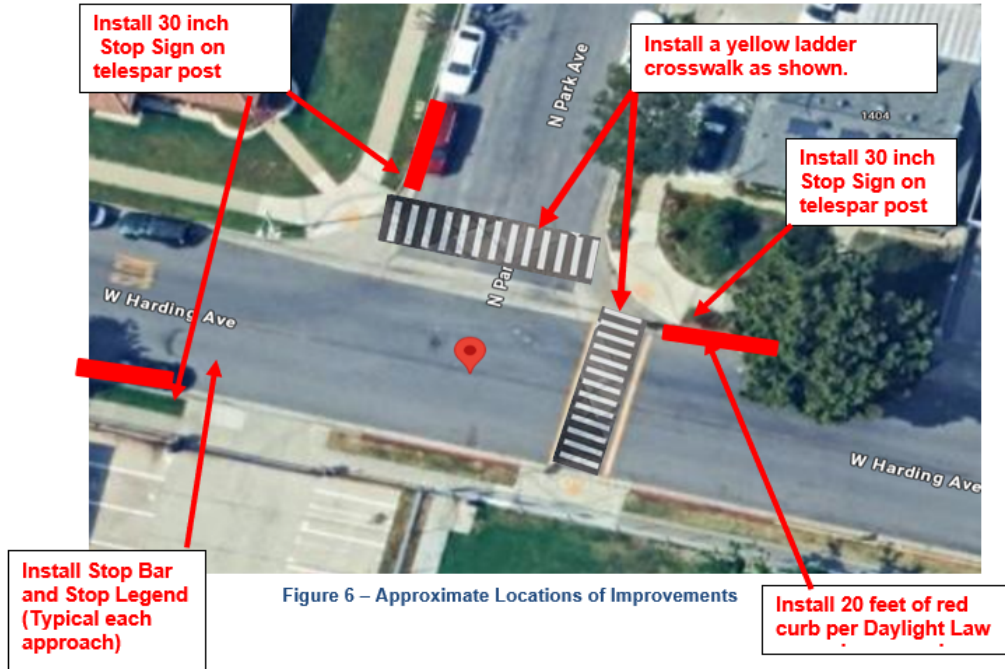 Install 30 inch
Stop Sign on
telespar post
Install a yellow ladder
crosswalk as shown.
N Park Ave
1404
Install 30 inch
Stop Sign on
telespar post
N Par
W Harding Ave
W Harding Ave
Install Stop Bar
and Stop Legend
(Typical each
approach)
Figure 6 – Approximate Locations of Improvements
Install 20 feet of red
curb per Daylight Law